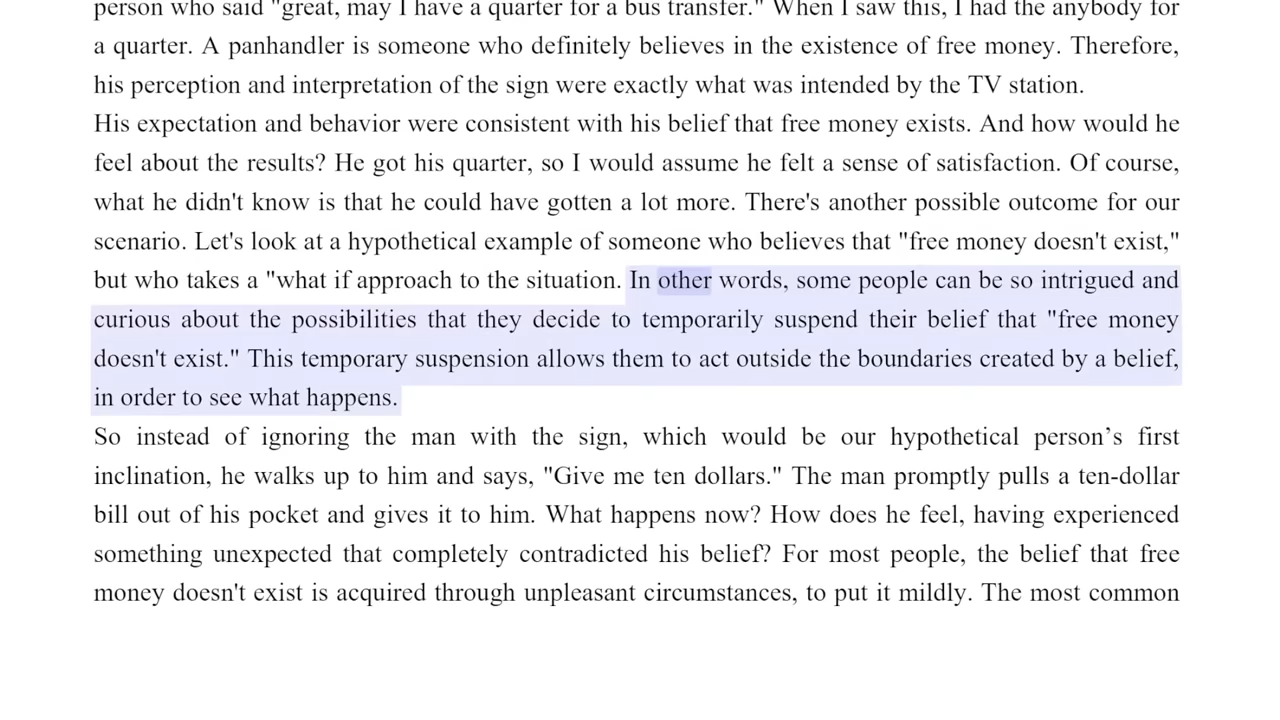 person who said "great, may I have a quarter for a bus transfer." When I saw this, I had the anybody for
a quarter. A panhandler is someone who definitely believes in the existence of free money. Therefore,
his perception and interpretation of the sign were exactly what was intended by the TV station.
His expectation and behavior were consistent with his belief that free money exists. And how would he
feel about the results? He got his quarter, so I would assume he felt a sense of satisfaction. Of course,
what he didn't know is that he could have gotten a lot more. There's another possible outcome for our
scenario. Let's look at a hypothetical example of someone who believes that "free money doesn't exist,"
but who takes a "what if approach to the situation. In other words, some people can be so intrigued and
curious about the possibilities that they decide to temporarily suspend their belief that "free money
doesn't exist." This temporary suspension allows them to act outside the boundaries created by a belief,
in order to see what happens.
So instead of ignoring the man with the sign, which would be our hypothetical person’s first
inclination, he walks up to him and says, "Give me ten dollars." The man promptly pulls a ten-dollar
bill out of his pocket and gives it to him. What happens now? How does he feel, having experienced
something unexpected that completely contradicted his belief? For most people, the belief that free
money doesn't exist is acquired through unpleasant circumstances, to put it mildly. The most common